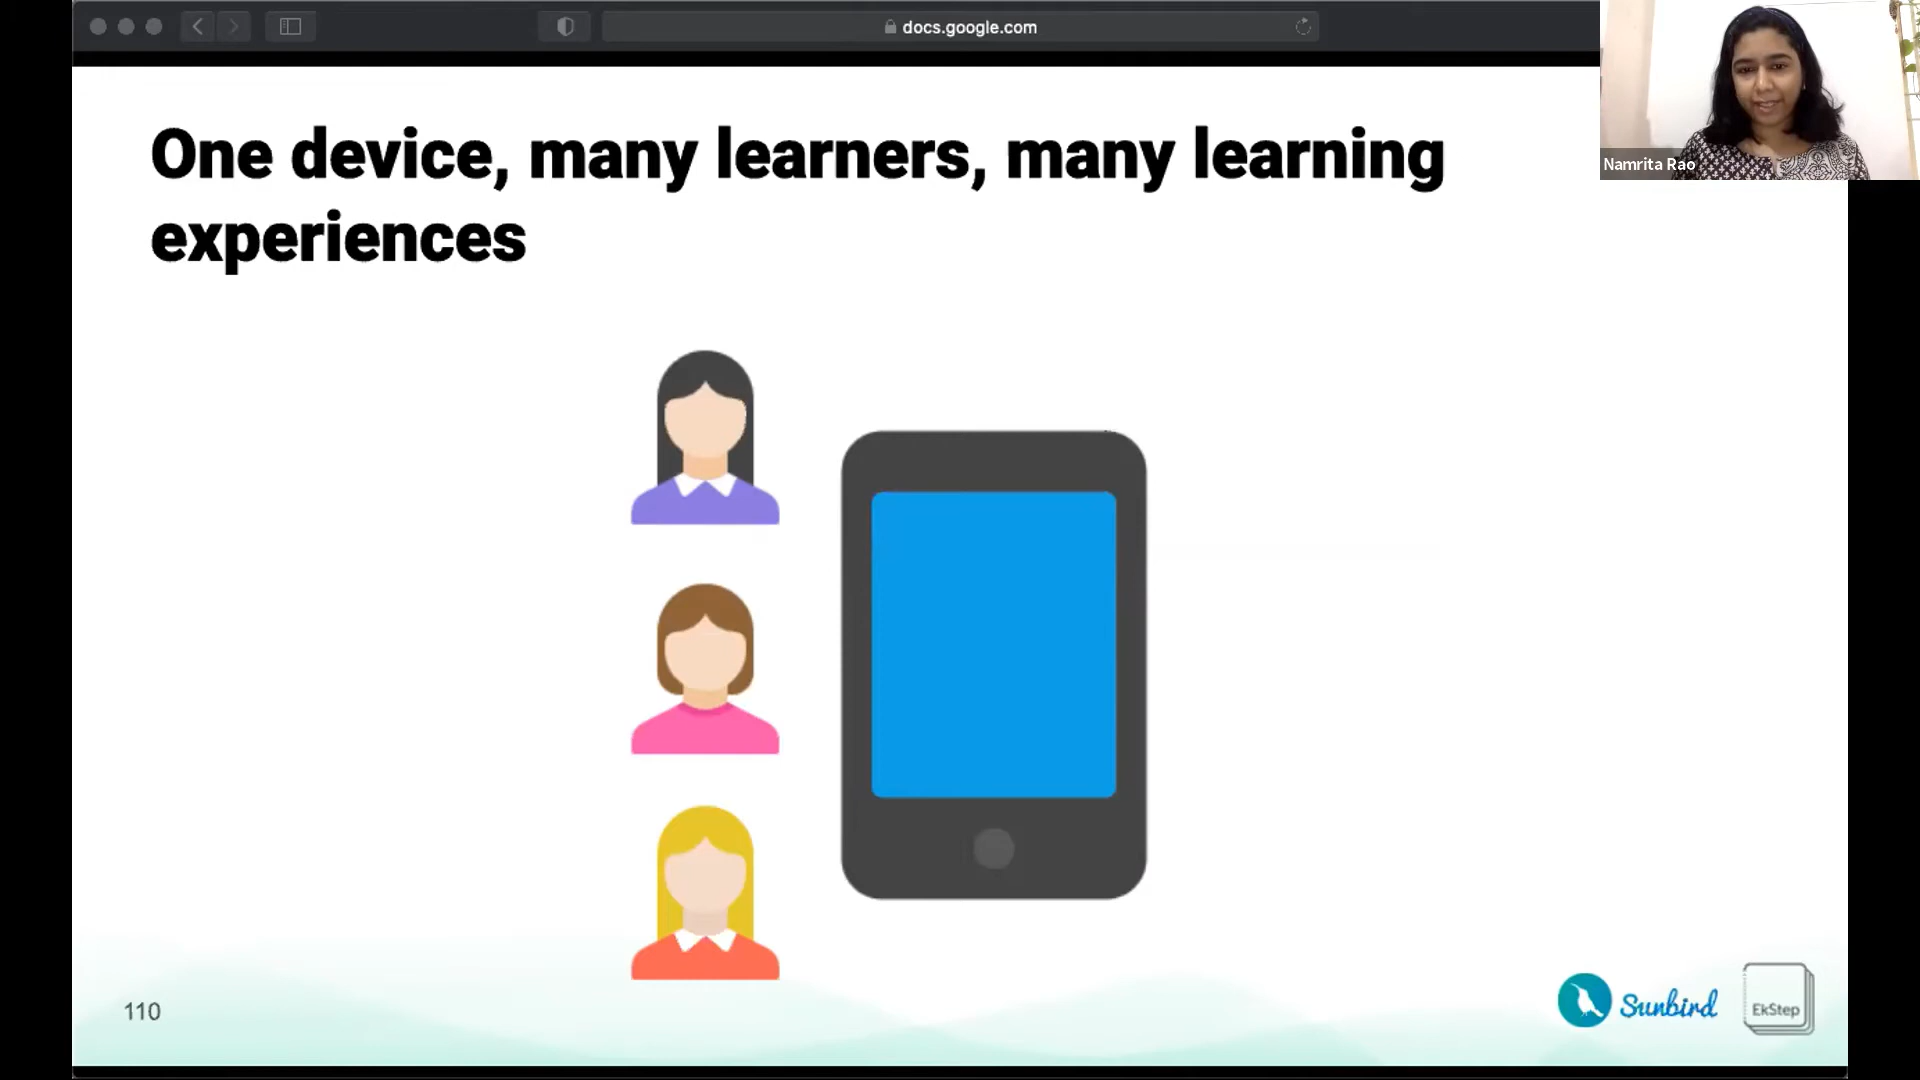 docs.google.com
Namrita Rao
One device, many learners, many learning
experiences
110
Sunbird
EkStep